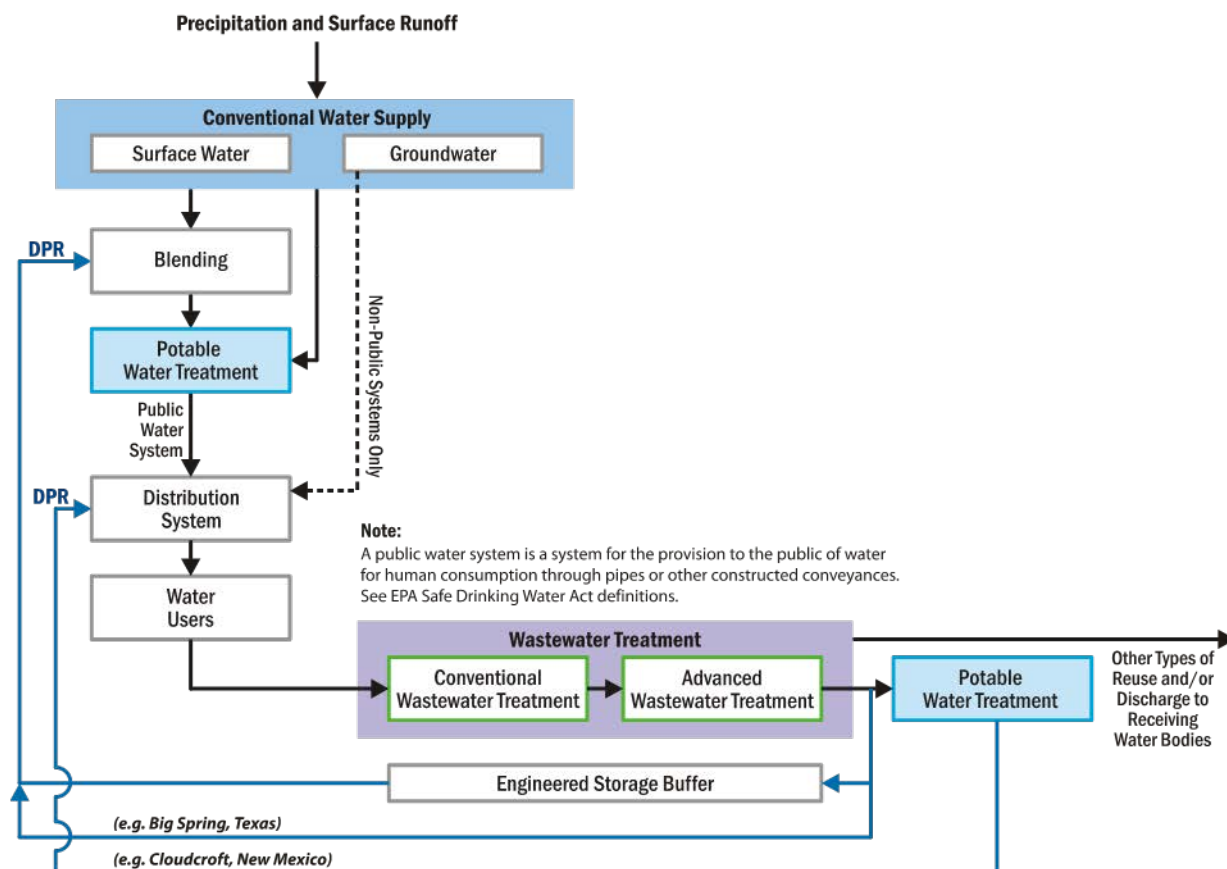 Precipitation and Surface Runoff
Conventional Water Supply
Surface Water
Groundwater
DPR
Blending
Non-Public Systems Only
Potable
Water Treatment
Public
Water
System
DPR
Distribution
System
Note:
A public water system is a system for the provision to the public of water
for human consumption through pipes or other constructed conveyances.
See EPA Safe Drinking Water Act definitions.
Water
Users
Wastewater Treatment
Conventional
Wastewater Treatment
Advanced
Wastewater Treatment
Potable
Water Treatment
Other Types of
Reuse and/or
Discharge to
Receiving
Water Bodies
Engineered Storage Buffer
(e.g. Big Spring, Texas)
(e.g. Cloudcroft, New Mexico)